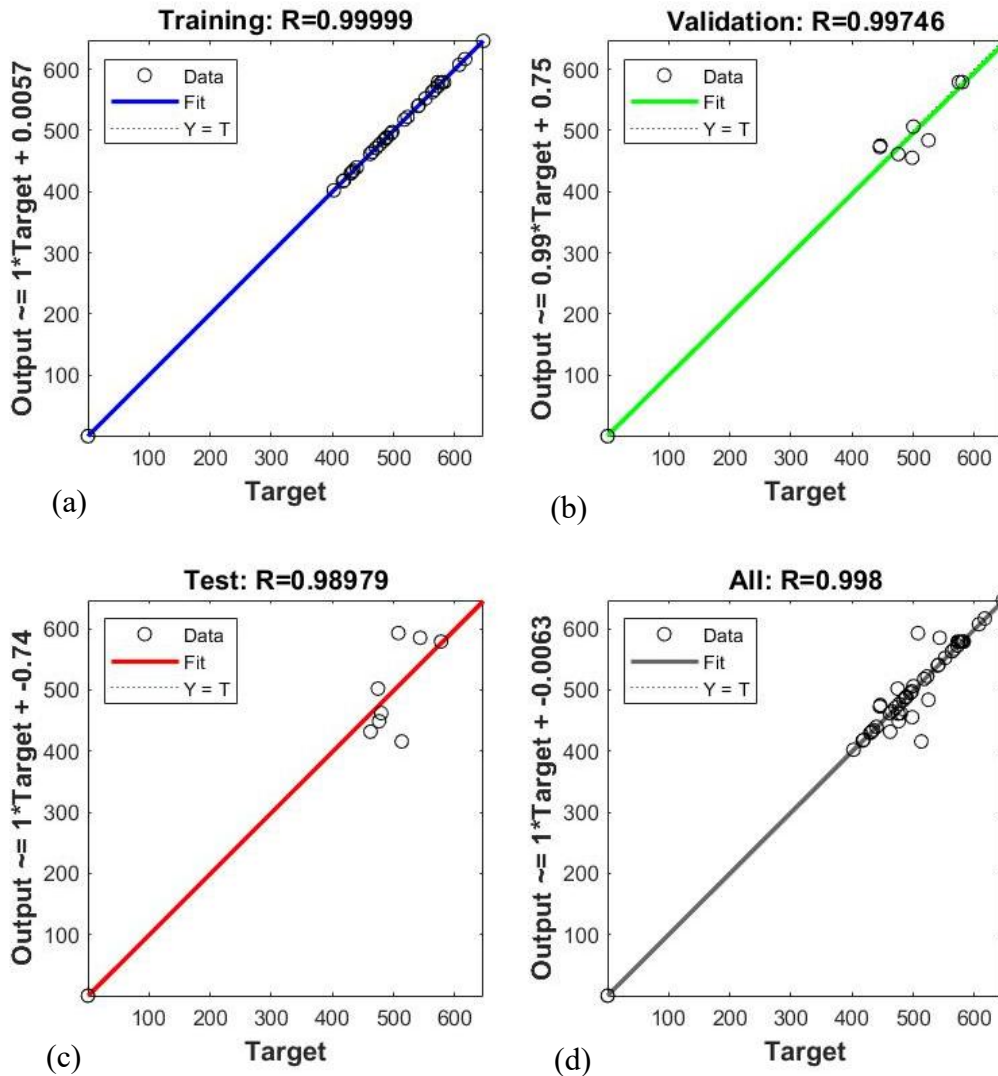 Training: R=0.99999
Output ~= 1*Target + 0.0057
Data
Fit
Y = T
600
500
400
300
200
100
100 200 300 400 500 600
Target
(a)
Validation: R=0.99746
Output ~= 0.99*Target + 0.75
Data
Fit
Y = T
600
500
400
300
200
100
100 200 300 400 500 600
Target
(b)
Test: R=0.98979
Output ~= 1*Target + -0.74
Data
Fit
Y = T
600
500
400
300
200
100
100 200 300 400 500 600
Target
(c)
All: R=0.998
Output ~= 1*Target + -0.0063
Data
Fit
Y = T
600
500
400
300
200
100
100 200 300 400 500 600
Target
(d)